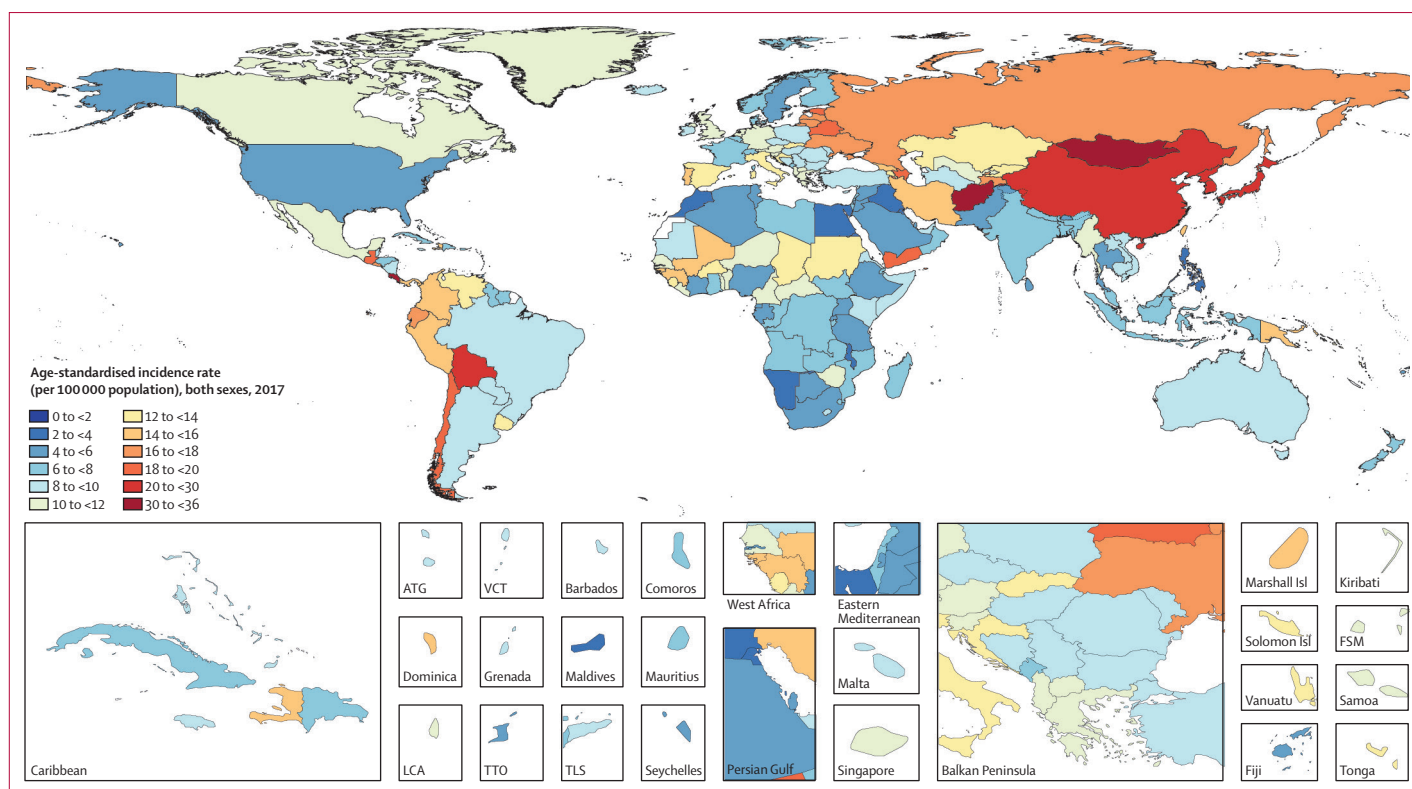 Age-standardised incidence rate
(per 100 000 population), both sexes, 2017
0 to <2
2 to <4
4 to <6
6 to <8
8 to <10
10 to <12
12 to <14
14 to <16
16 to <18
18 to <20
20 to <30
30 to <36
Caribbean
ATG
VCT
Barbados
Comoros
Dominica
Grenada
Maldives
Mauritius
LCA
TTO
TLS
Seychelles
West Africa
Eastern
Mediterranean
Persian Gulf
Malta
Singapore
Balkan Peninsula
Marshall Isl
Kiribati
Solomon Isl
FSM
Vanuatu
Samoa
Fiji
Tonga